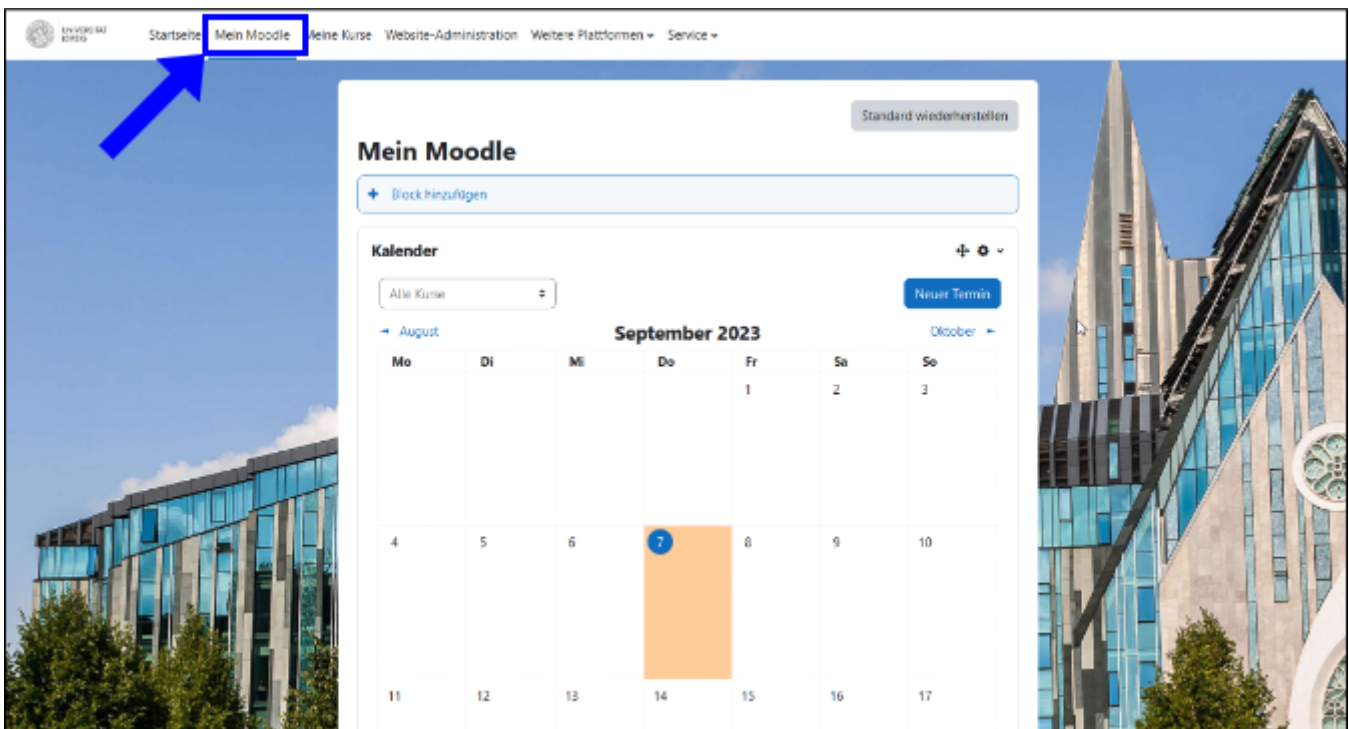 UNIVERSITÄT
LEIPZIG
Startseite Mein Moodle Meine Kurse Website-Administration Weitere Plattformen Service
Standard wiederherstellen
Mein Moodle
Block hinzufügen
Kalender
Alle Kurse
Neuer Termin
August September 2023 Oktober
Mo Di Mi Do Fr Sa So
1 2 3
4 5 6 7 8 9 10
11 12 13 14 15 16 17